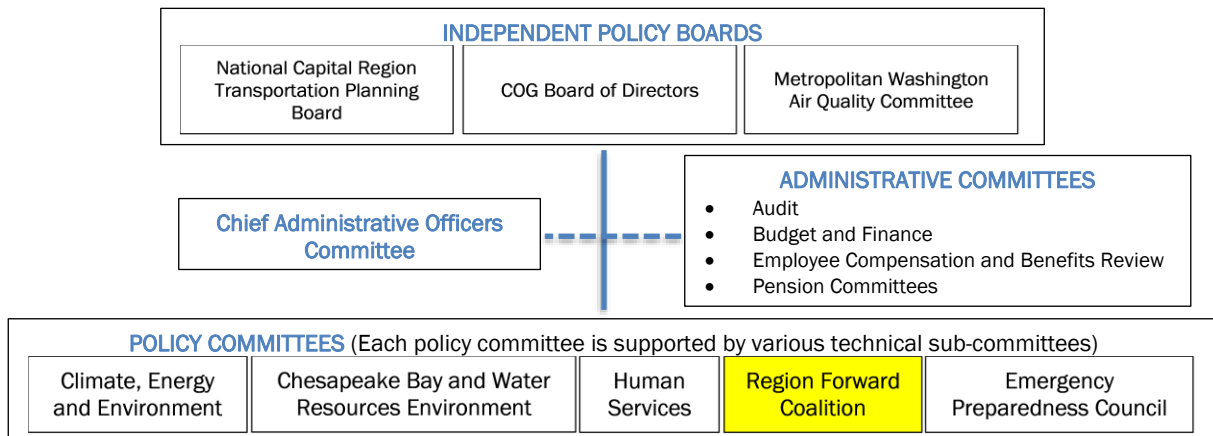 INDEPENDENT POLICY BOARDS
National Capital Region
Transportation Planning
Board
COG Board of Directors
Metropolitan Washington
Air Quality Committee
Chief Administrative Officers
Committee
ADMINISTRATIVE COMMITTEES
• Audit
• Budget and Finance
• Employee Compensation and Benefits Review
• Pension Committees
POLICY COMMITTEES (Each policy committee is supported by various technical sub-committees)
Climate, Energy
and Environment
Chesapeake Bay and Water
Resources Environment
Human
Services
Region Forward
Coalition
Emergency
Preparedness Council